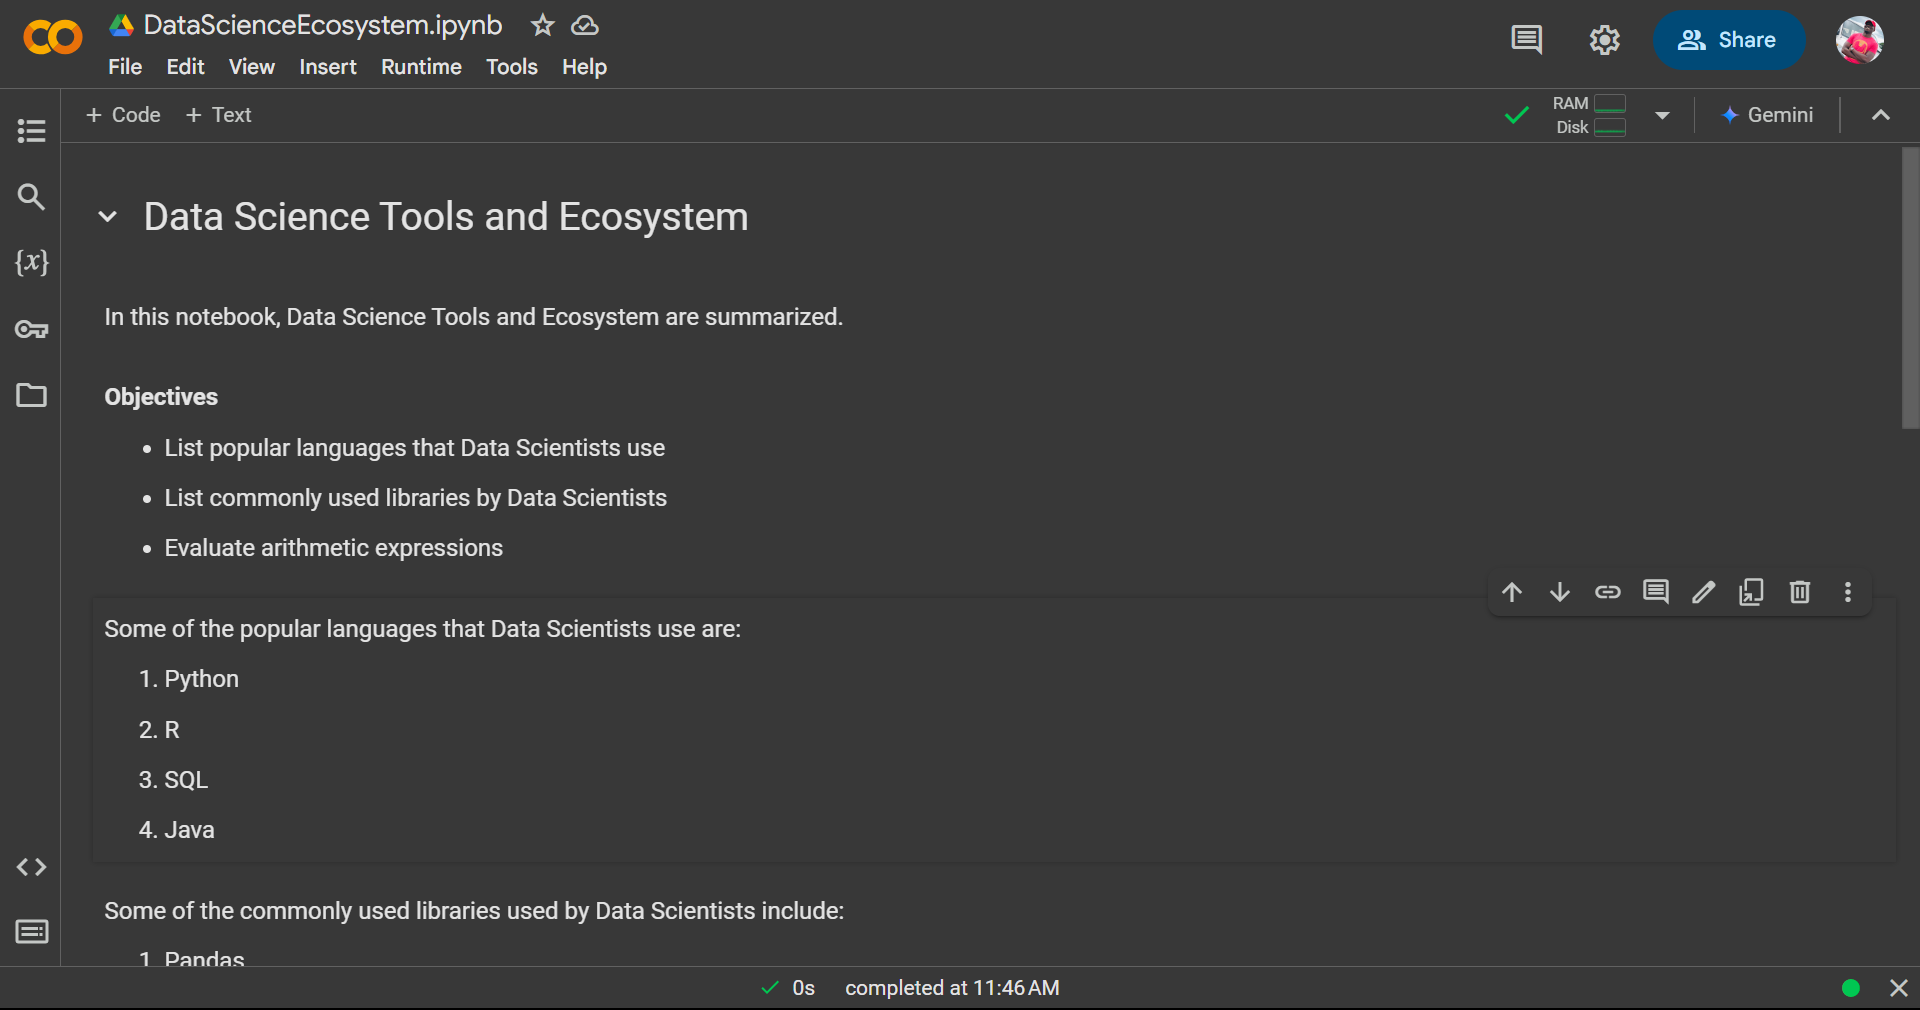 DataScienceEcosystem.ipynb
File Edit View Insert Runtime Tools Help
Share
+ Code + Text
RAM
Disk
Gemini
{x}
Data Science Tools and Ecosystem
In this notebook, Data Science Tools and Ecosystem are summarized.
Objectives
• List popular languages that Data Scientists use
• List commonly used libraries by Data Scientists
• Evaluate arithmetic expressions
Some of the popular languages that Data Scientists use are:
1. Python
2. R
3. SQL
4. Java
Some of the commonly used libraries used by Data Scientists include:
1. Pandas
0s completed at 11:46 AM